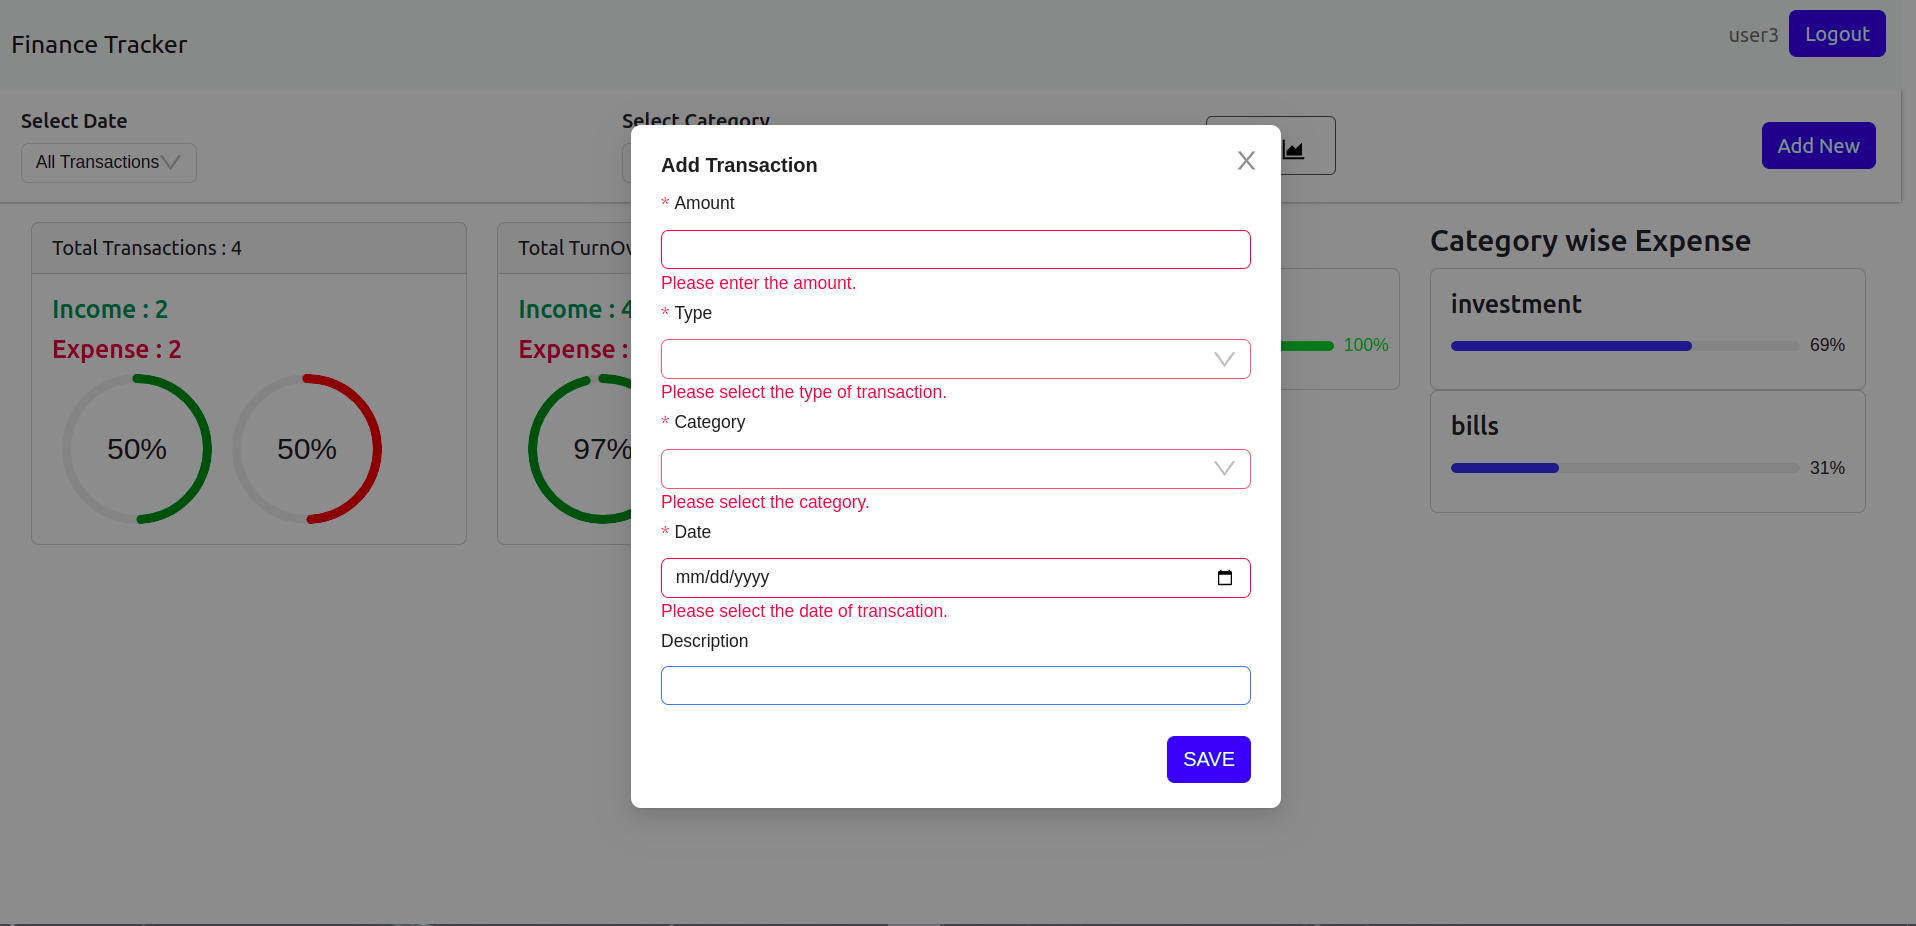 Finance Tracker
user3
Logout
Select Date
Select Category
All Transactions
Add New
Total Transactions : 4
Income : 2
Expense : 2
50%
50%
Total TurnOv
Income : 4
Expense :
97%
100%
Category wise Expense
investment
69%
bills
31%
Add Transaction
* Amount
Please enter the amount.
* Type
Please select the type of transaction.
* Category
Please select the category.
* Date
mm/dd/yyyy
Please select the date of transcation.
Description
SAVE